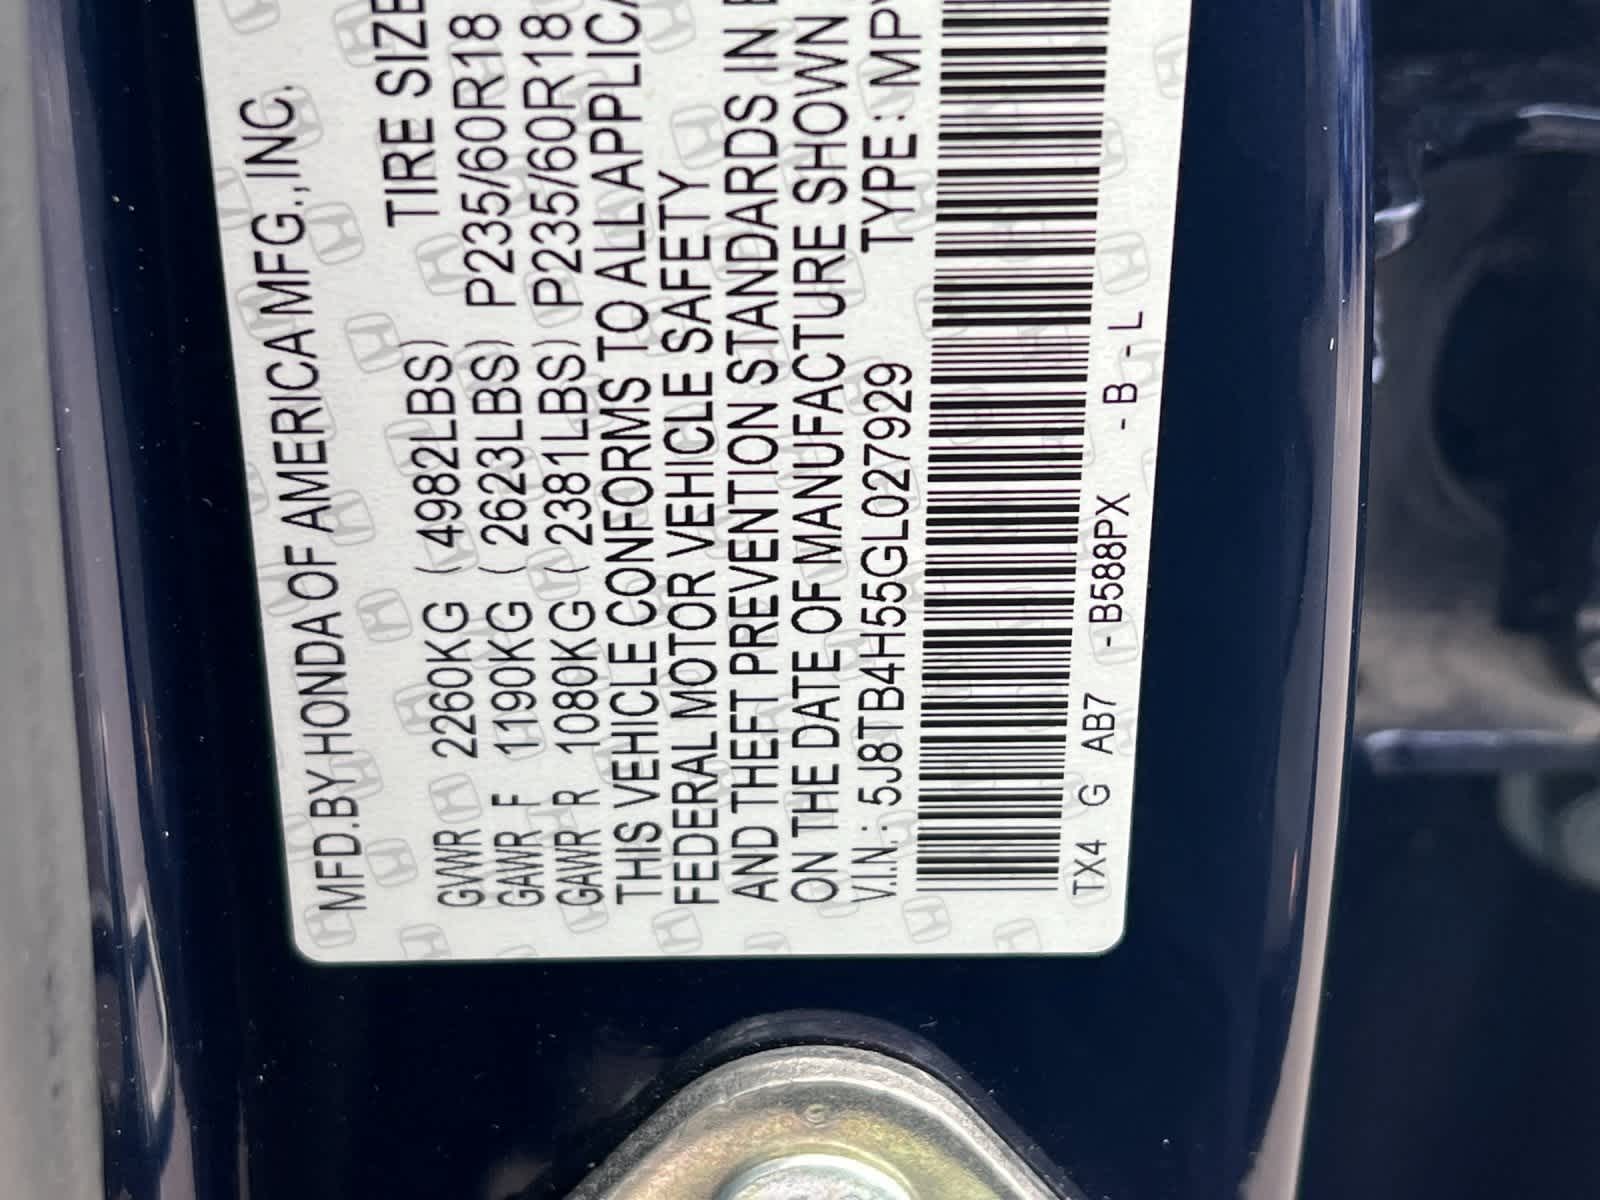 MFD.BY HONDA OF AMERICA MFG.,INC.
TIRE SIZE
GVWR 2260KG (4982LBS)
GAWR F 1190KG (2623LBS) P235/60R18
GAWR R 1080KG (2381LBS) P235/60R18
THIS VEHICLE CONFORMS TO ALL APPLICA
FEDERAL MOTOR VEHICLE SAFETY
AND THEFT PREVENTION STANDARDS IN E
ON THE DATE OF MANUFACTURE SHOWN
V.I.N.: 5J8TB4H55GL027929 TYPE: MPV
TX4 G AB7 - B588PX - B - L